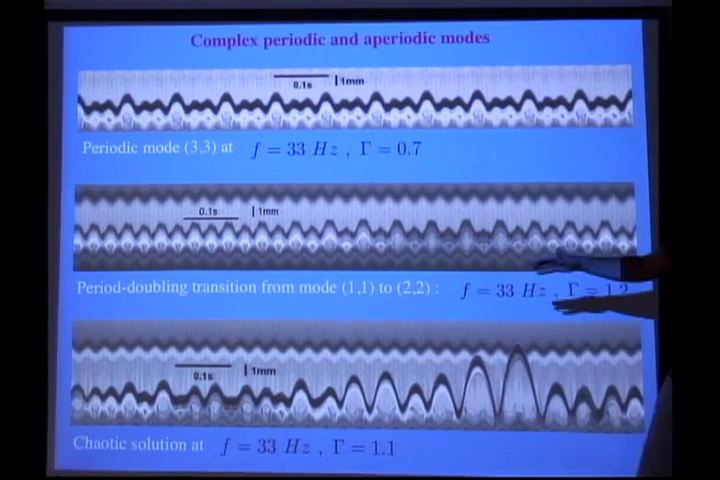 Complex periodic and aperiodic modes
0.1s 1mm
Periodic mode (3,3) at f = 33 Hz , Γ = 0.7
0.1s 1mm
Period-doubling transition from mode (1,1) to (2,2) : f = 33 Hz , Γ = 1.2
0.1s 1mm
Chaotic solution at f = 33 Hz , Γ = 1.1